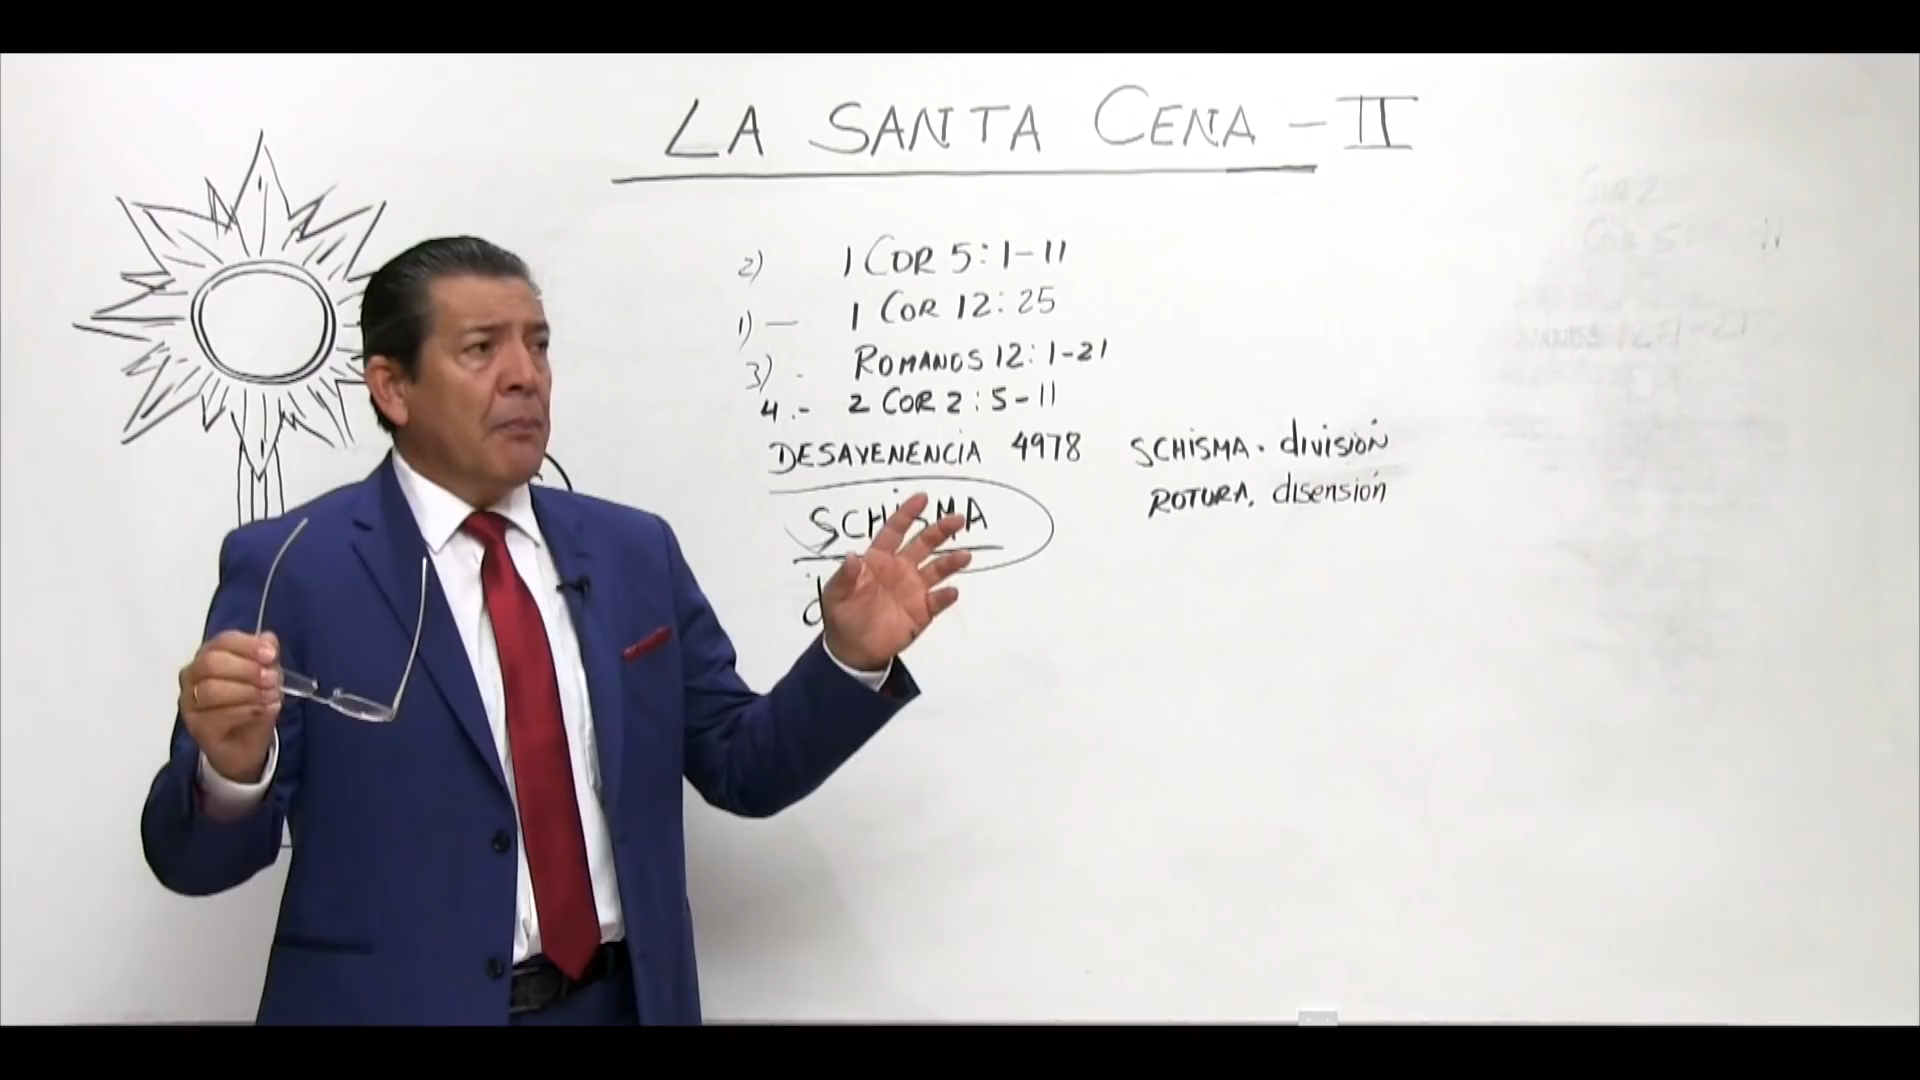 LA SANTA CENA - II
2) 1 COR 5:1-11
1) — 1 COR 12:25
3) - ROMANOS 12:1-21
4.- 2 COR 2:5-11
DESAVENENCIA 4978 SCHISMA. división
ROTURA. disensión
SCHISMA